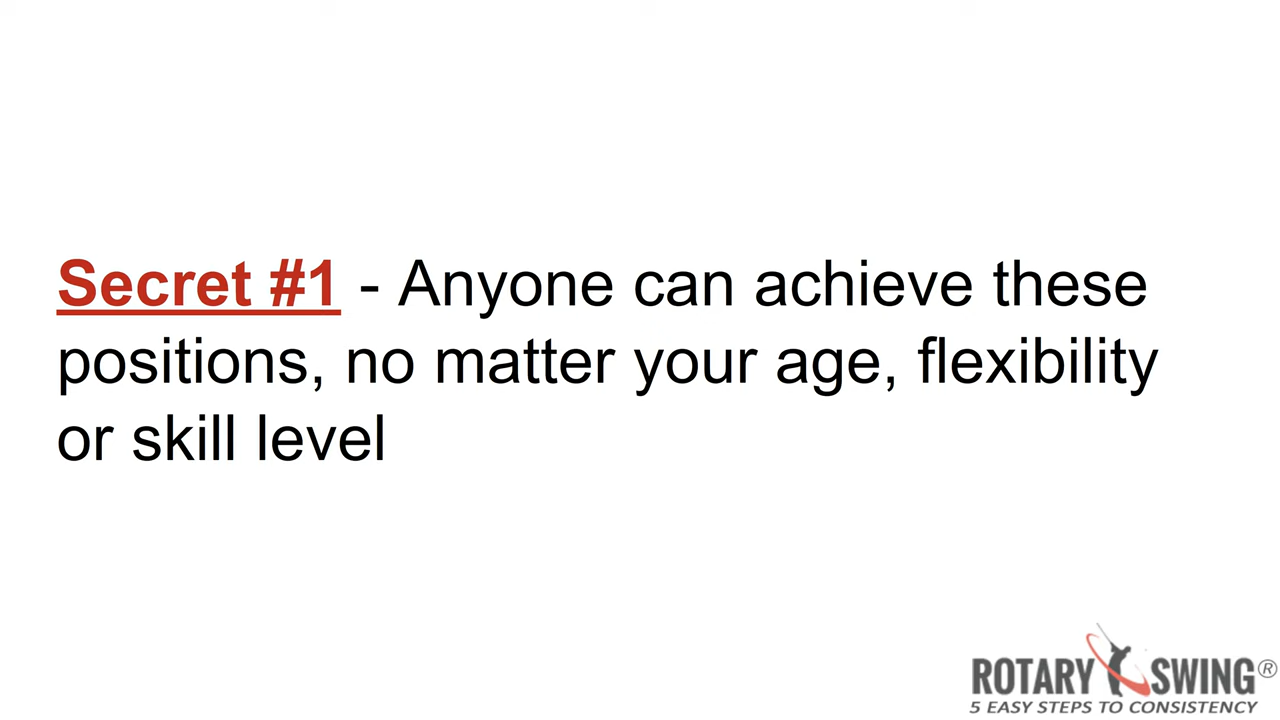 Secret #1 - Anyone can achieve these
positions, no matter your age, flexibility
or skill level
ROTARY SWING®
5 EASY STEPS TO CONSISTENCY